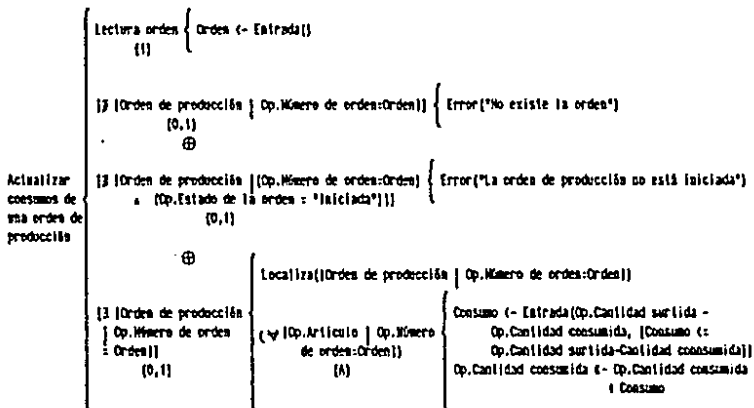 Lectura orden { Orden <- Entrada()
(1)
[∄ |Orden de producción | Op.Número de orden=Orden|] { Error("No existe la orden")
(0,1)
⊕
Actualizar consumos de una orden de producción
[∄ |Orden de producción |(Op.Número de orden=Orden) { Error("La orden de producción no está iniciada")
& (Op.Estado de la orden = "Iniciada")|]
(0,1)
⊕
Localiza(|Orden de producción | Op.Número de orden=Orden|)
[∃ |Orden de producción
| Op.Número de orden
= Orden|]
(0,1)
(∀ |Op.Artículo | Op.Número
de orden=Orden|)
(A)
Consumo <- Entrada(Op.Cantidad surtida -
Op.Cantidad consumida, [Consumo <=
Op.Cantidad surtida-Cantidad connsumida])
Op.Cantidad consumida <- Op.Cantidad consumida
+ Consumo